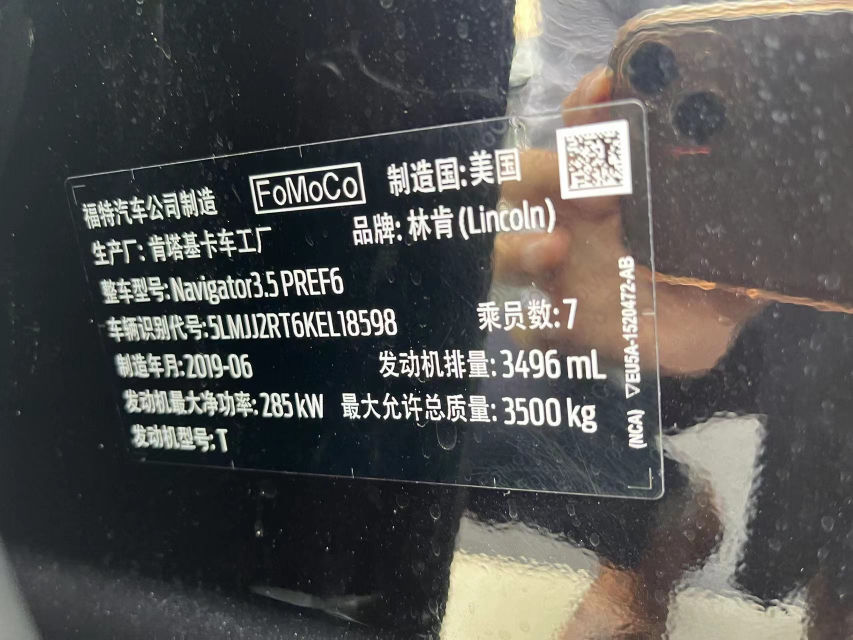 福特汽车公司制造 FoMoCo 制造国:美国
生产厂:肯塔基卡车工厂 品牌:林肯(Lincoln)
整车型号:Navigator3.5 PREF6
车辆识别代号:5LMJJ2RT6KEL18598 乘员数:7
制造年月:2019-06 发动机排量:3496 mL
发动机最大净功率:285 kW 最大允许总质量:3500 kg
发动机型号:T
(NCA) ▽EU5A-1520472-AB